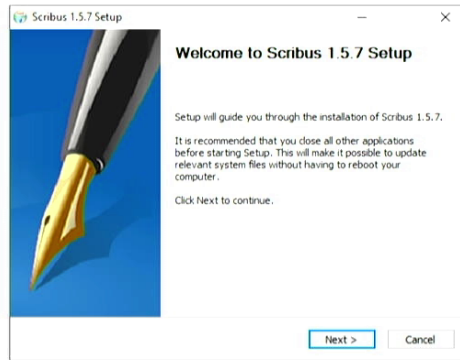 Scribus 1.5.7 Setup
Welcome to Scribus 1.5.7 Setup
Setup will guide you through the installation of Scribus 1.5.7.
It is recommended that you close all other applications
before starting Setup. This will make it possible to update
relevant system files without having to reboot your
computer.
Click Next to continue.
Next > Cancel